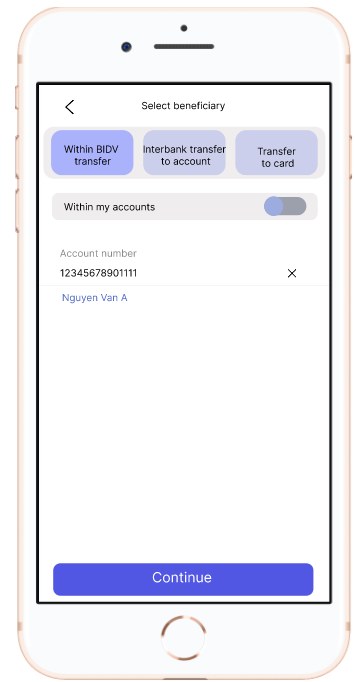 Select beneficiary
Within BIDV
transfer
Interbank transfer
to account
Transfer
to card
Within my accounts
Account number
12345678901111
Nguyen Van A
Continue